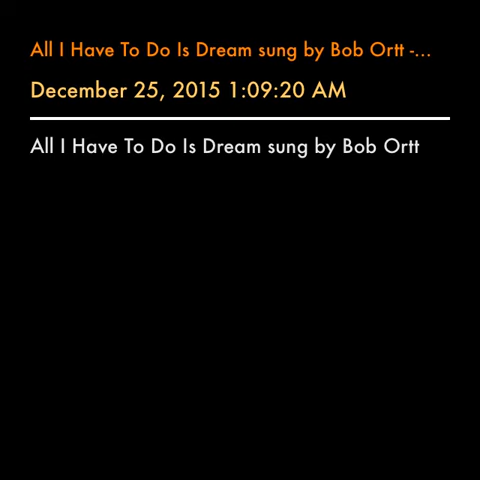 All I Have To Do Is Dream sung by Bob Ortt -...
December 25, 2015 1:09:20 AM
All I Have To Do Is Dream sung by Bob Ortt